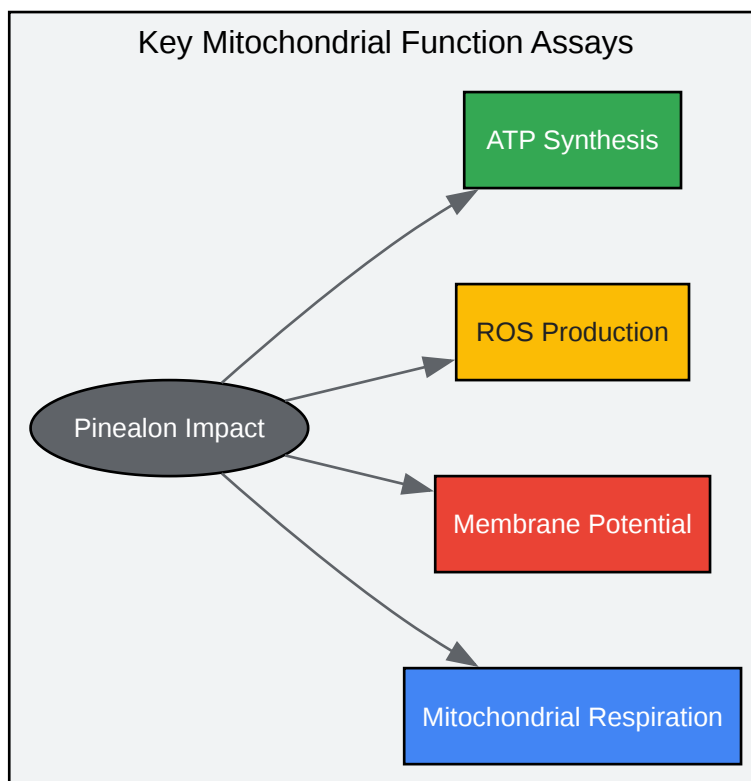 Key Mitochondrial Function Assays
ATP Synthesis
ROS Production
Pinealon Impact
Membrane Potential
Mitochondrial Respiration